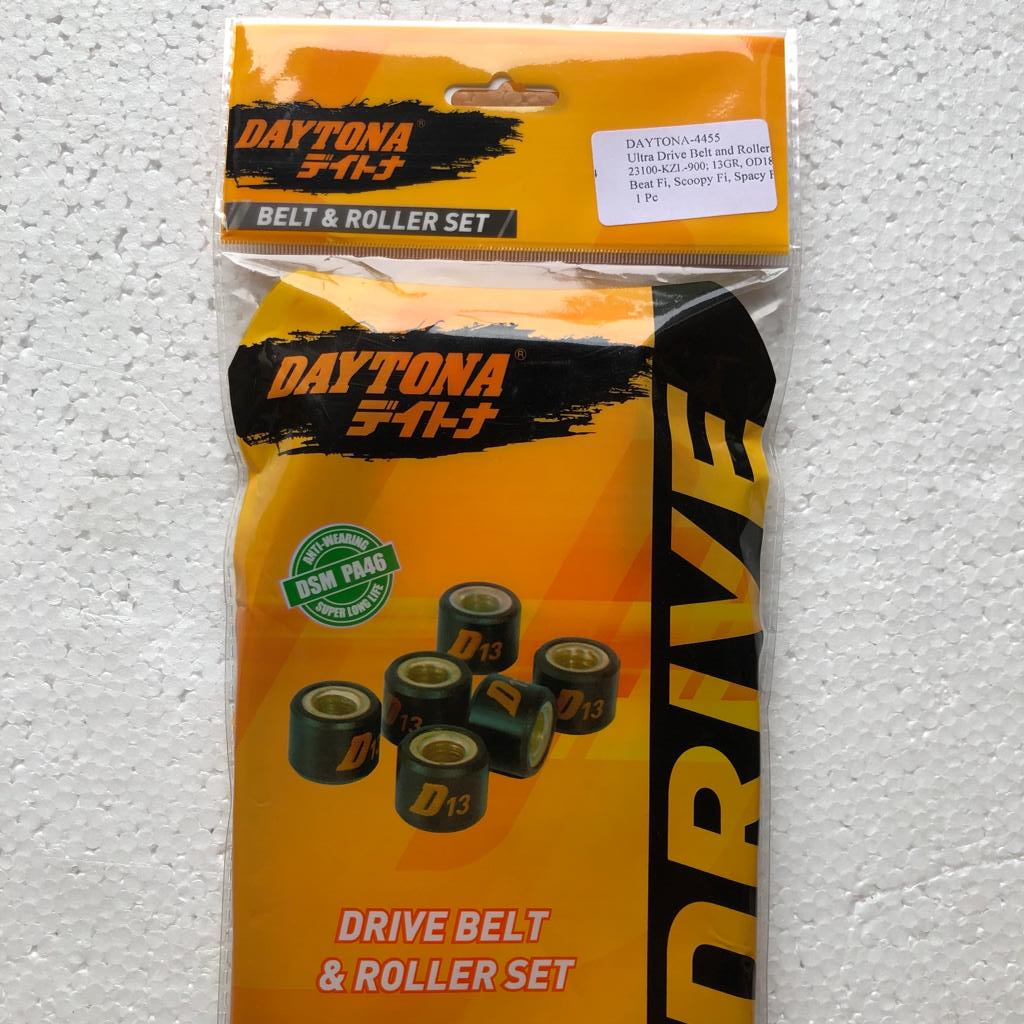 DAYTONA®
デイトナ
BELT & ROLLER SET
DAYTONA-4455
Ultra Drive Belt and Roller
23100-KZL-900; 13GR, OD18
Beat Fi, Scoopy Fi, Spacy F
1 Pc
DAYTONA®
デイトナ
ANTI-WEARING
DSM PA46
SUPER LONG LIFE
D13
D13
D13
D
D13
D13
DRIVE BELT
& ROLLER SET
DRIVE